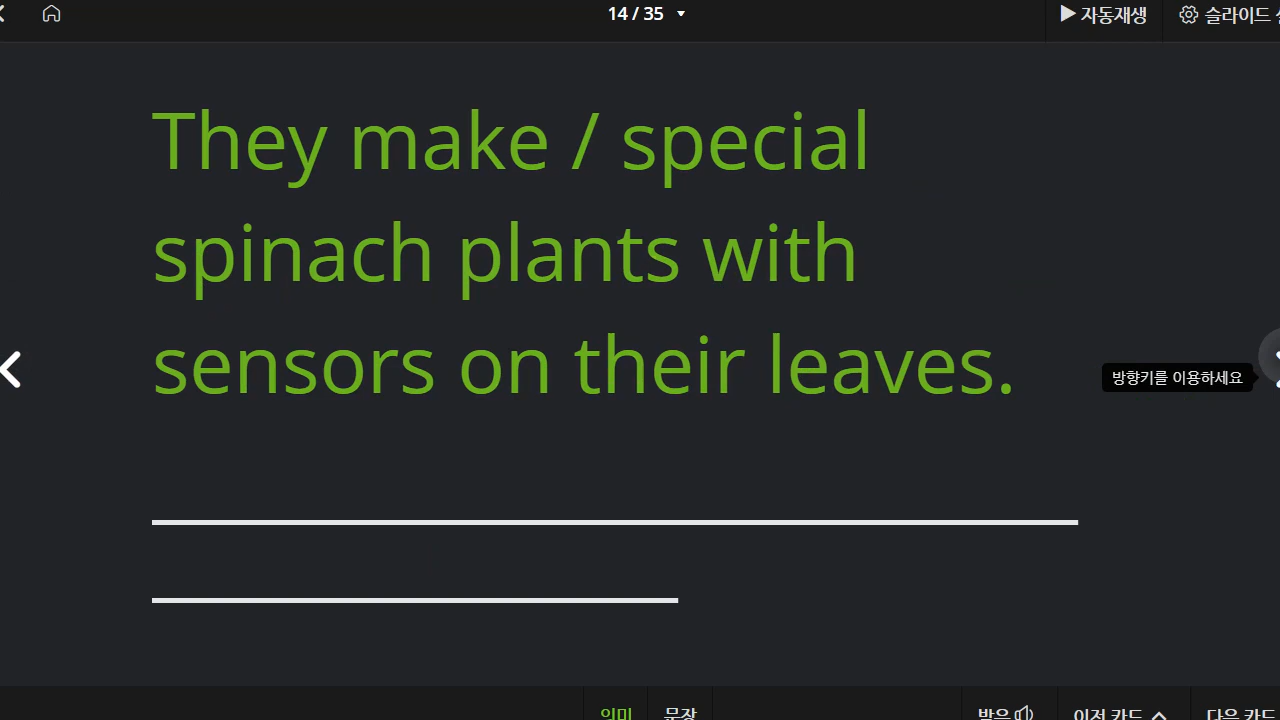 14 / 35
자동재생
슬라이드
They make / special
spinach plants with
sensors on their leaves.
방향키를 이용하세요
의미
문장
발음
이전 카드
다음 카드